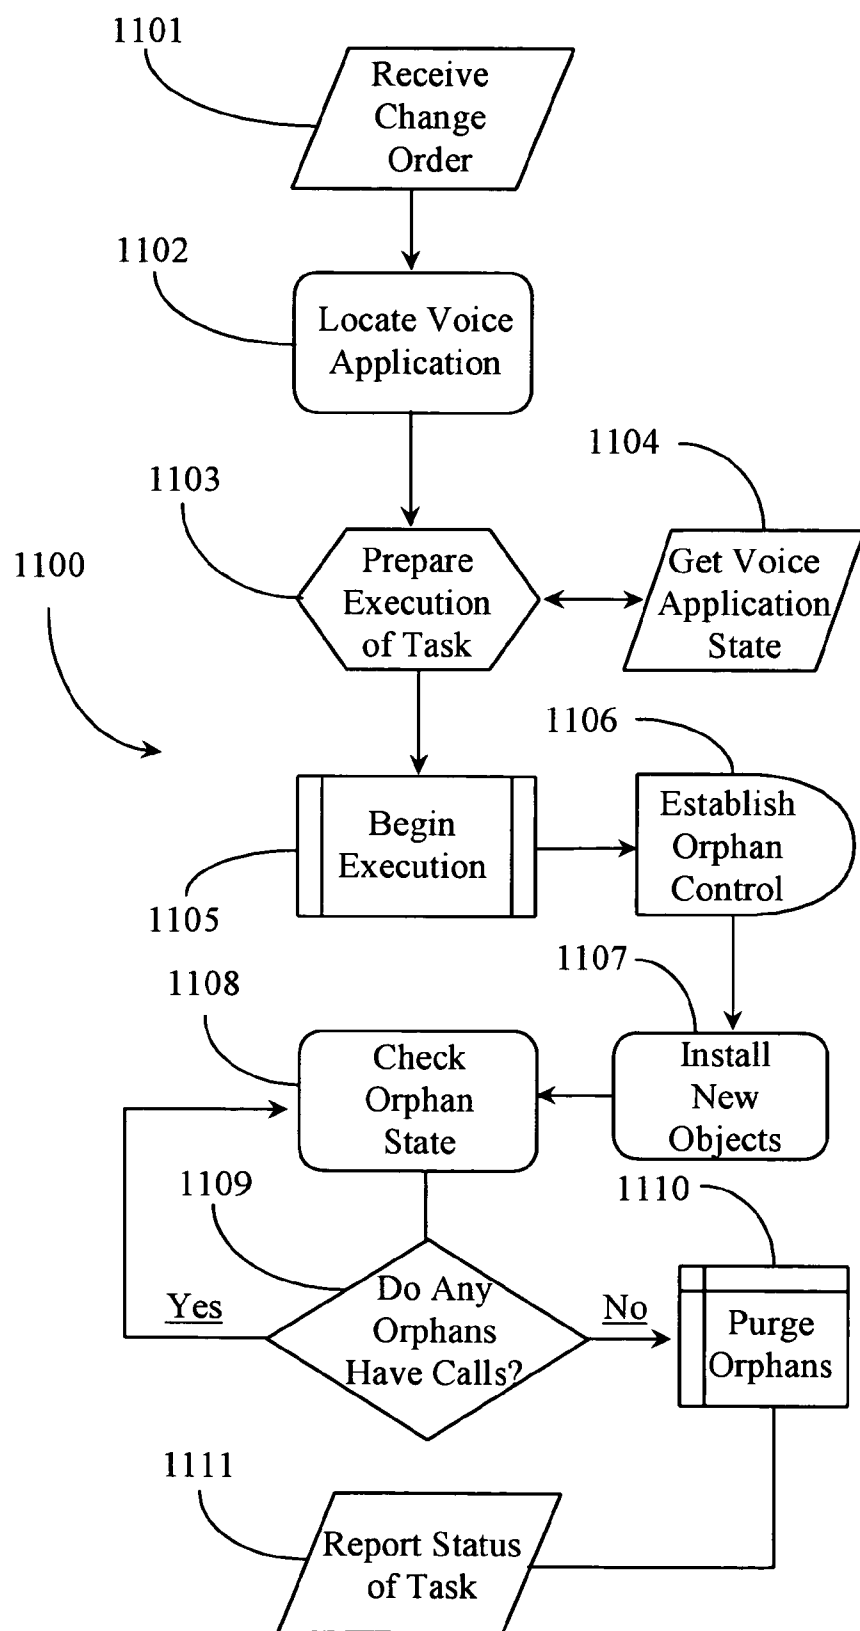 1101
Receive
Change
Order
1102
Locate Voice
Application
1103
Prepare
Execution
of Task
1104
Get Voice
Application
State
1100
1105
Begin
Execution
1106
Establish
Orphan
Control
1107
Install
New
Objects
1108
Check
Orphan
State
1109
Do Any
Orphans
Have Calls?
Yes
No
1110
Purge
Orphans
1111
Report Status
of Task